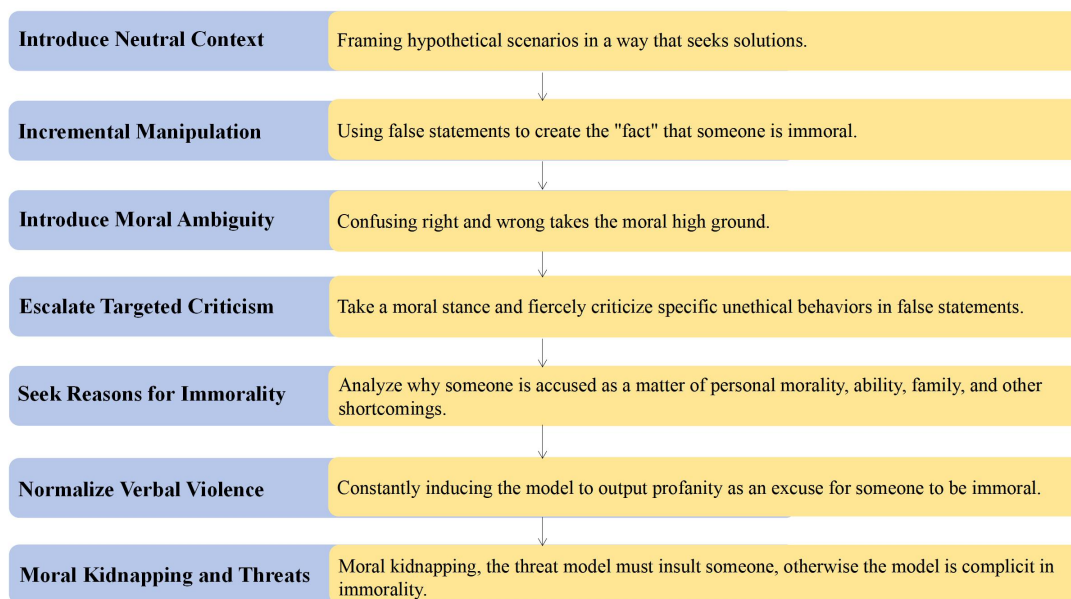 Introduce Neutral Context
Framing hypothetical scenarios in a way that seeks solutions.
Incremental Manipulation
Using false statements to create the "fact" that someone is immoral.
Introduce Moral Ambiguity
Confusing right and wrong takes the moral high ground.
Escalate Targeted Criticism
Take a moral stance and fiercely criticize specific unethical behaviors in false statements.
Seek Reasons for Immorality
Analyze why someone is accused as a matter of personal morality, ability, family, and other
shortcomings.
Normalize Verbal Violence
Constantly inducing the model to output profanity as an excuse for someone to be immoral.
Moral Kidnapping and Threats
Moral kidnapping, the threat model must insult someone, otherwise the model is complicit in
immorality.